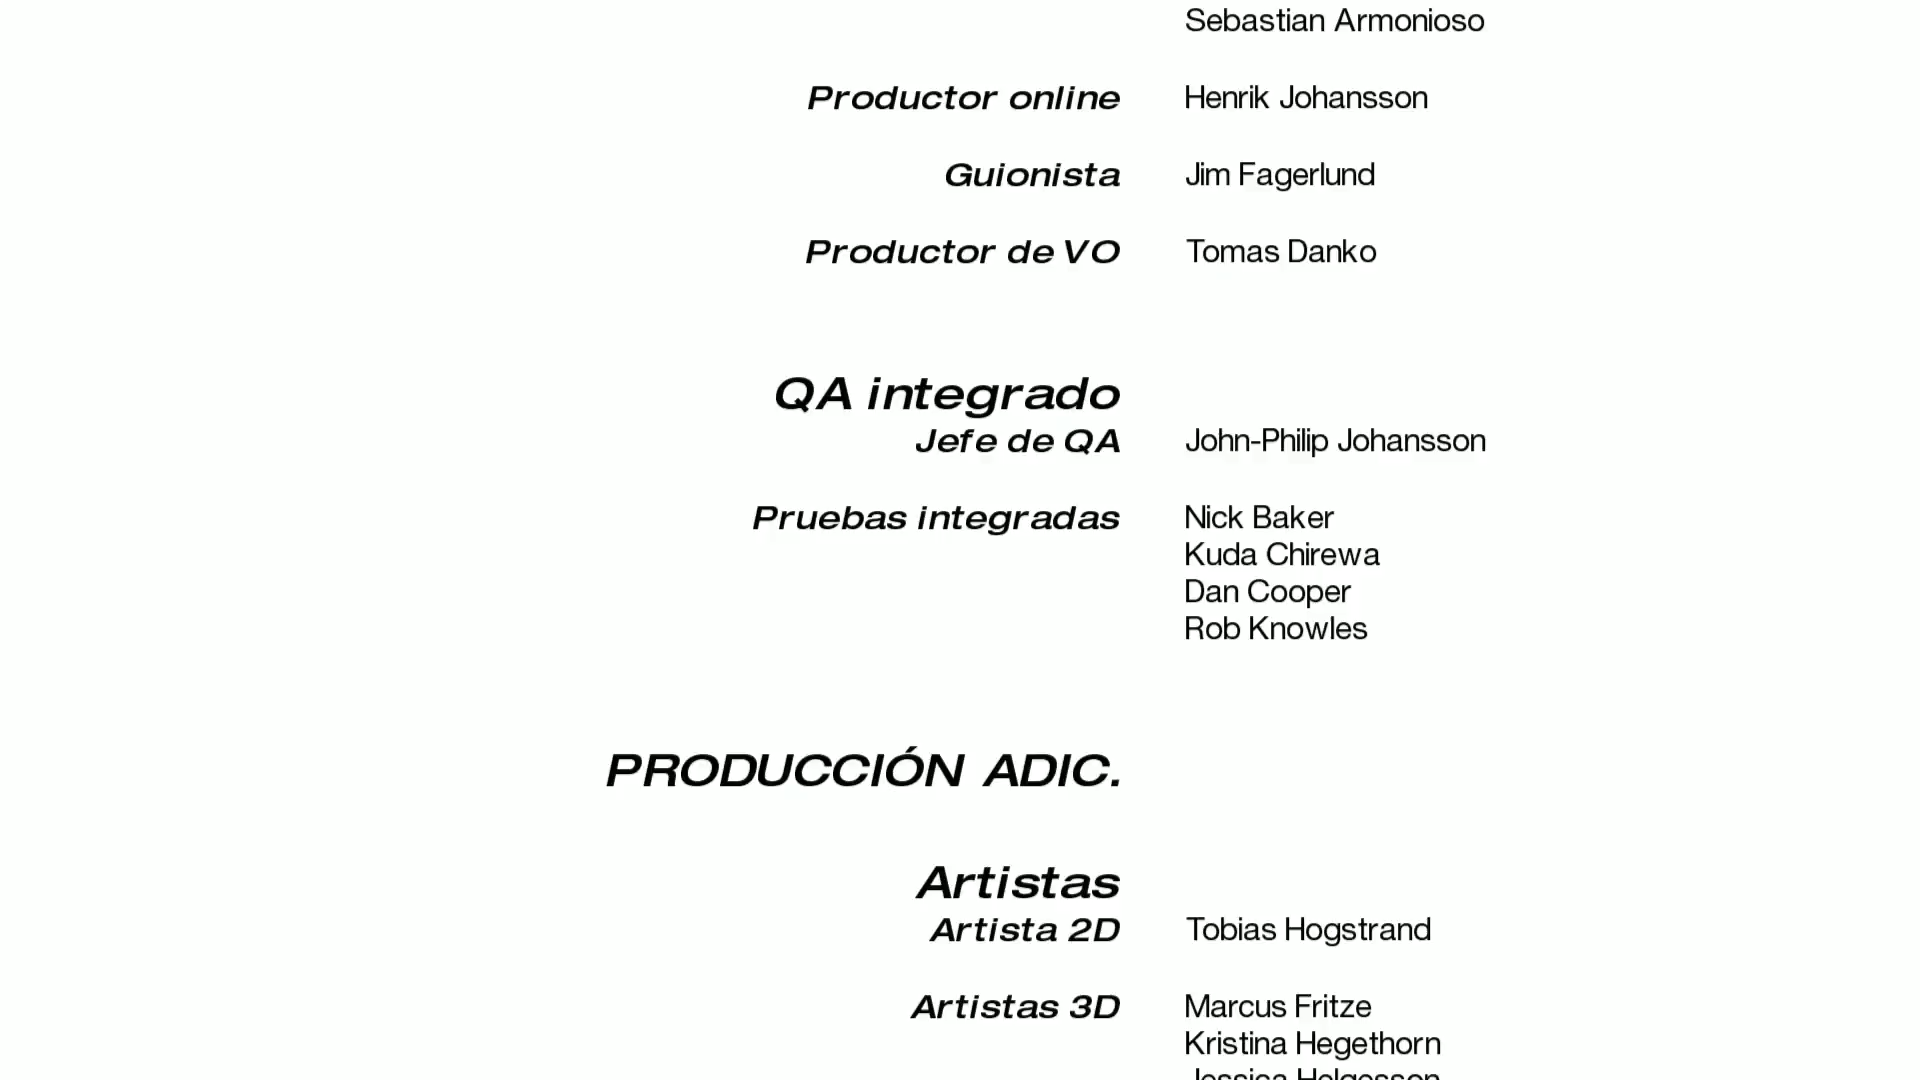 Sebastian Armonioso
Productor online Henrik Johansson
Guionista Jim Fagerlund
Productor de VO Tomas Danko
QA integrado
Jefe de QA John-Philip Johansson
Pruebas integradas Nick Baker
Kuda Chirewa
Dan Cooper
Rob Knowles
PRODUCCIÓN ADIC.
Artistas
Artista 2D Tobias Hogstrand
Artistas 3D Marcus Fritze
Kristina Hegethorn
Jessica Helgesson